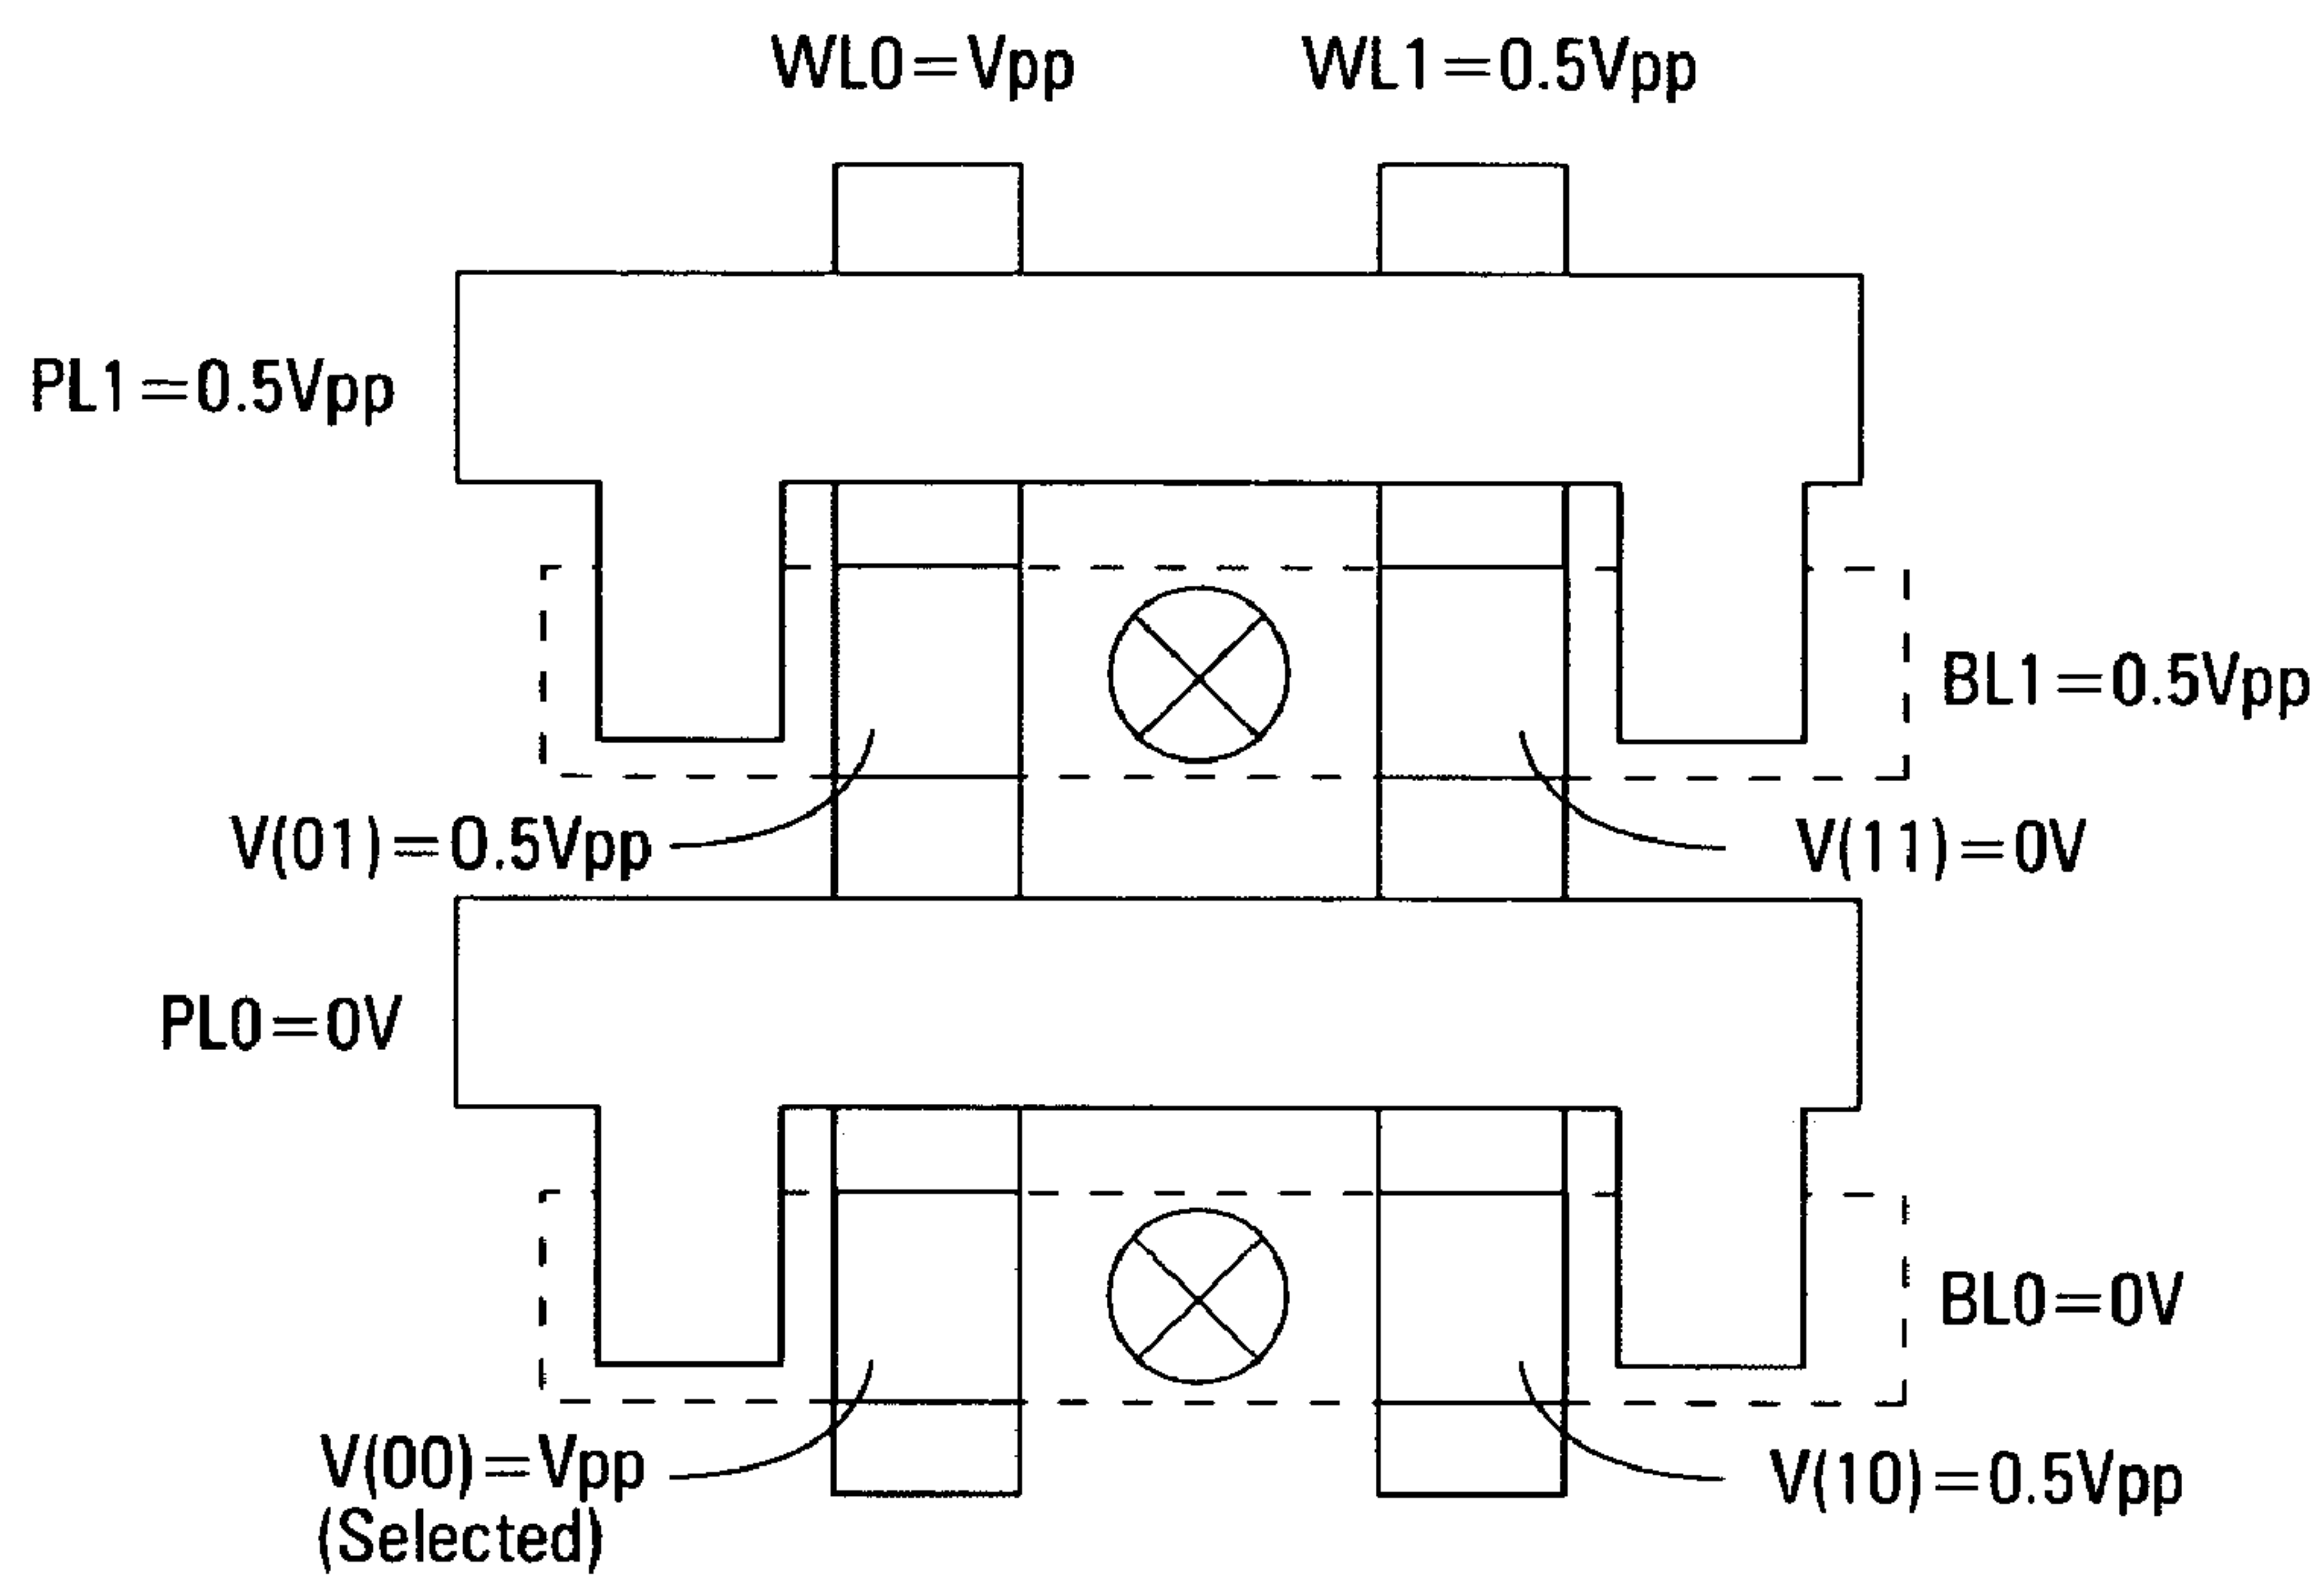 WL0=Vpp
WL1=0.5Vpp
PL1=0.5Vpp
BL1=0.5Vpp
V(01)=0.5Vpp
V(11)=0V
PL0=0V
BL0=0V
V(00)=Vpp
(Selected)
V(10)=0.5Vpp